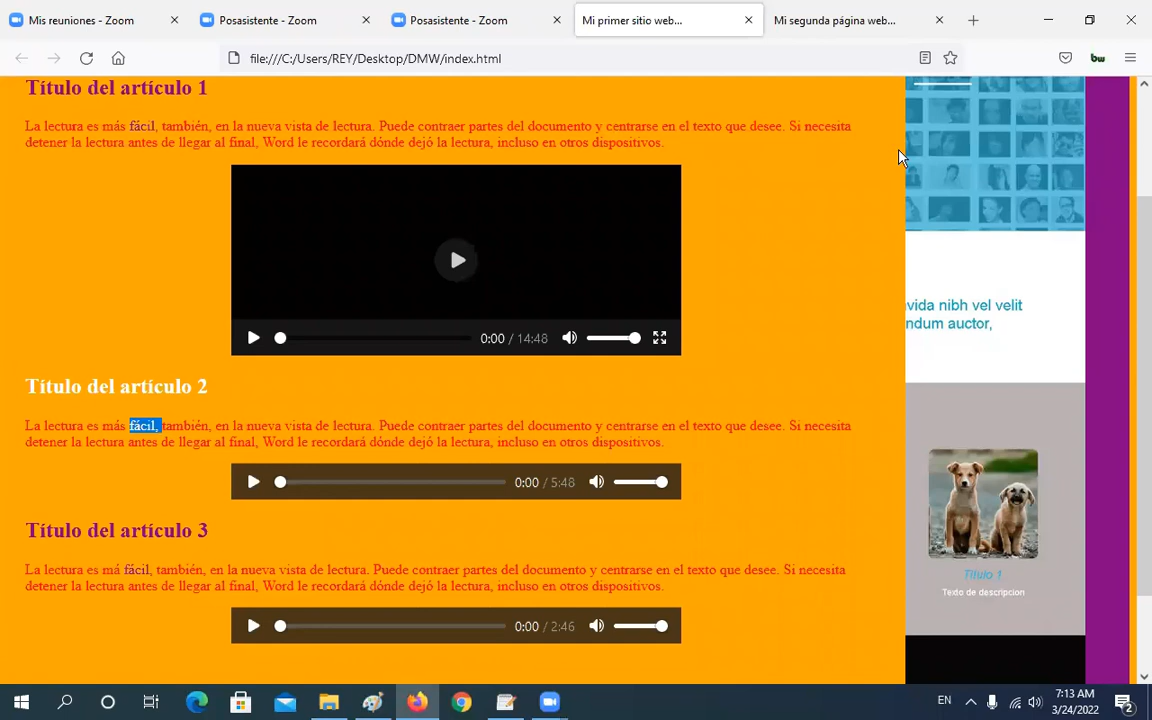 Mis reuniones - Zoom
Posasistente - Zoom
Posasistente - Zoom
Mi primer sitio web...
Mi segunda página web...
file:///C:/Users/REY/Desktop/DMW/index.html
bw
Título del artículo 1
La lectura es más fácil, también, en la nueva vista de lectura. Puede contraer partes del documento y centrarse en el texto que desee. Si necesita
detener la lectura antes de llegar al final, Word le recordará dónde dejó la lectura, incluso en otros dispositivos.
0:00 / 14:48
Título del artículo 2
La lectura es más fácil, también, en la nueva vista de lectura. Puede contraer partes del documento y centrarse en el texto que desee. Si necesita
detener la lectura antes de llegar al final, Word le recordará dónde dejó la lectura, incluso en otros dispositivos.
0:00 / 5:48
Título del artículo 3
La lectura es má fácil, también, en la nueva vista de lectura. Puede contraer partes del documento y centrarse en el texto que desee. Si necesita
detener la lectura antes de llegar al final, Word le recordará dónde dejó la lectura, incluso en otros dispositivos.
0:00 / 2:46
vida nibh vel velit
ndum auctor,
Titulo 1
Texto de descripcion
EN
7:13 AM
3/24/2022
2